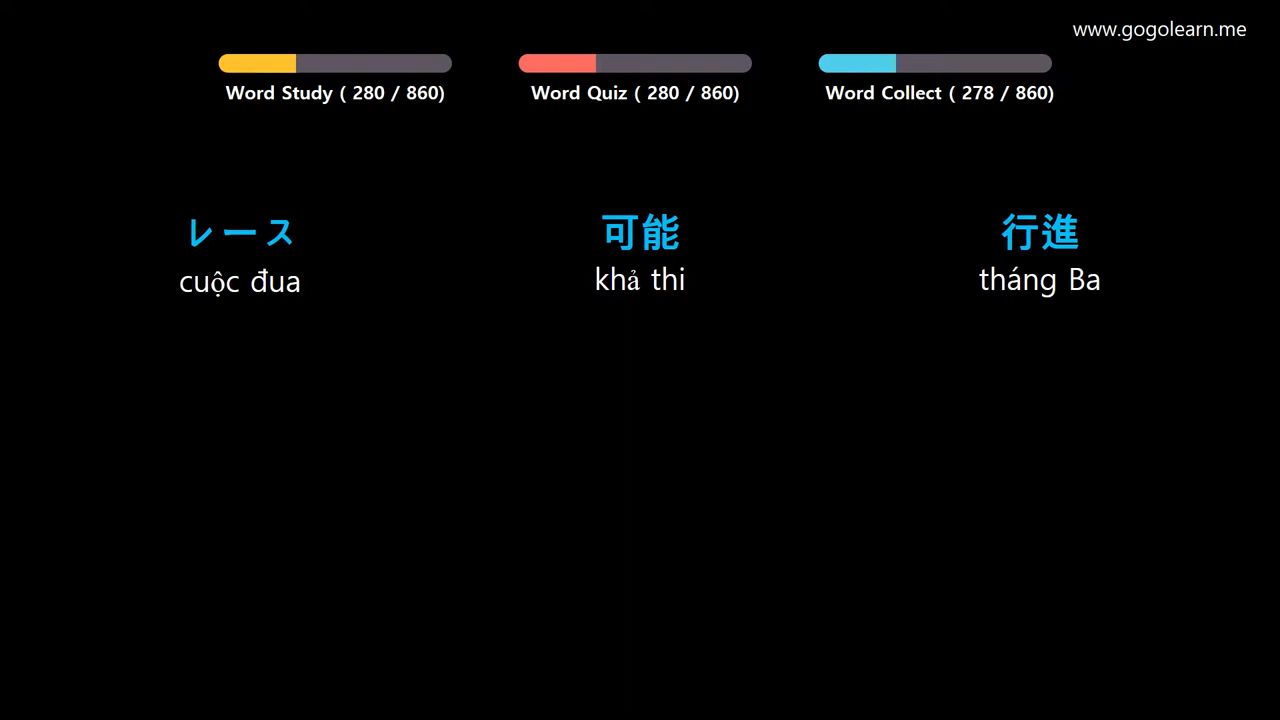 www.gogolearn.me
Word Study ( 280 / 860)
Word Quiz ( 280 / 860)
Word Collect ( 278 / 860)
レース
可能
行進
cuộc đua
khả thi
tháng Ba